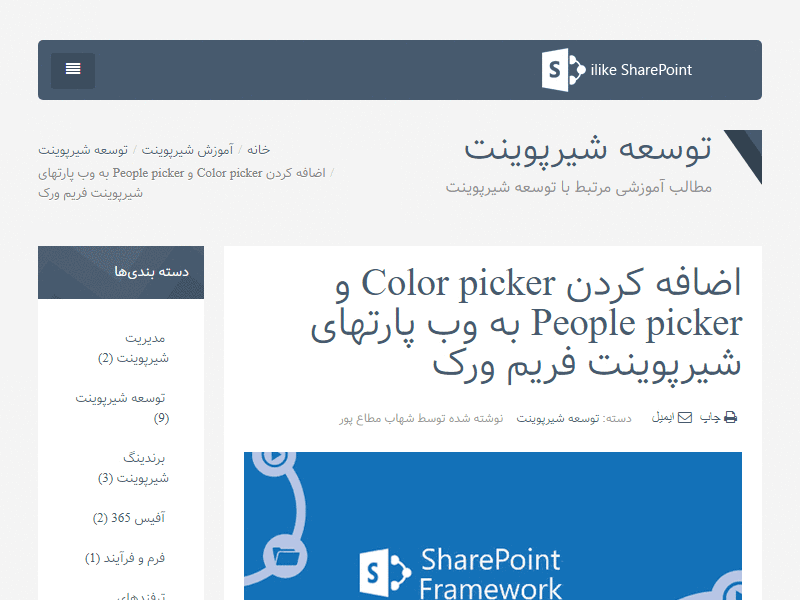 ilike SharePoint
توسعه شیرپوینت
مطالب آموزشی مرتبط با توسعه شیرپوینت
خانه / آموزش شیرپوینت / توسعه شیرپوینت
/ اضافه کردن Color picker و People picker به وب پارتهای
شیرپوینت فریم ورک
اضافه کردن Color picker و
People picker به وب پارتهای
شیرپوینت فریم ورک
چاپ ایمیل دسته: توسعه شیرپوینت نوشته شده توسط شهاب مطاع پور
SharePoint
Framework
دسته بندی‌ها
مدیریت
شیرپوینت (2)
توسعه شیرپوینت
(9)
برندینگ
شیرپوینت (3)
آفیس 365 (2)
فرم و فرآیند (1)
ترفندهای